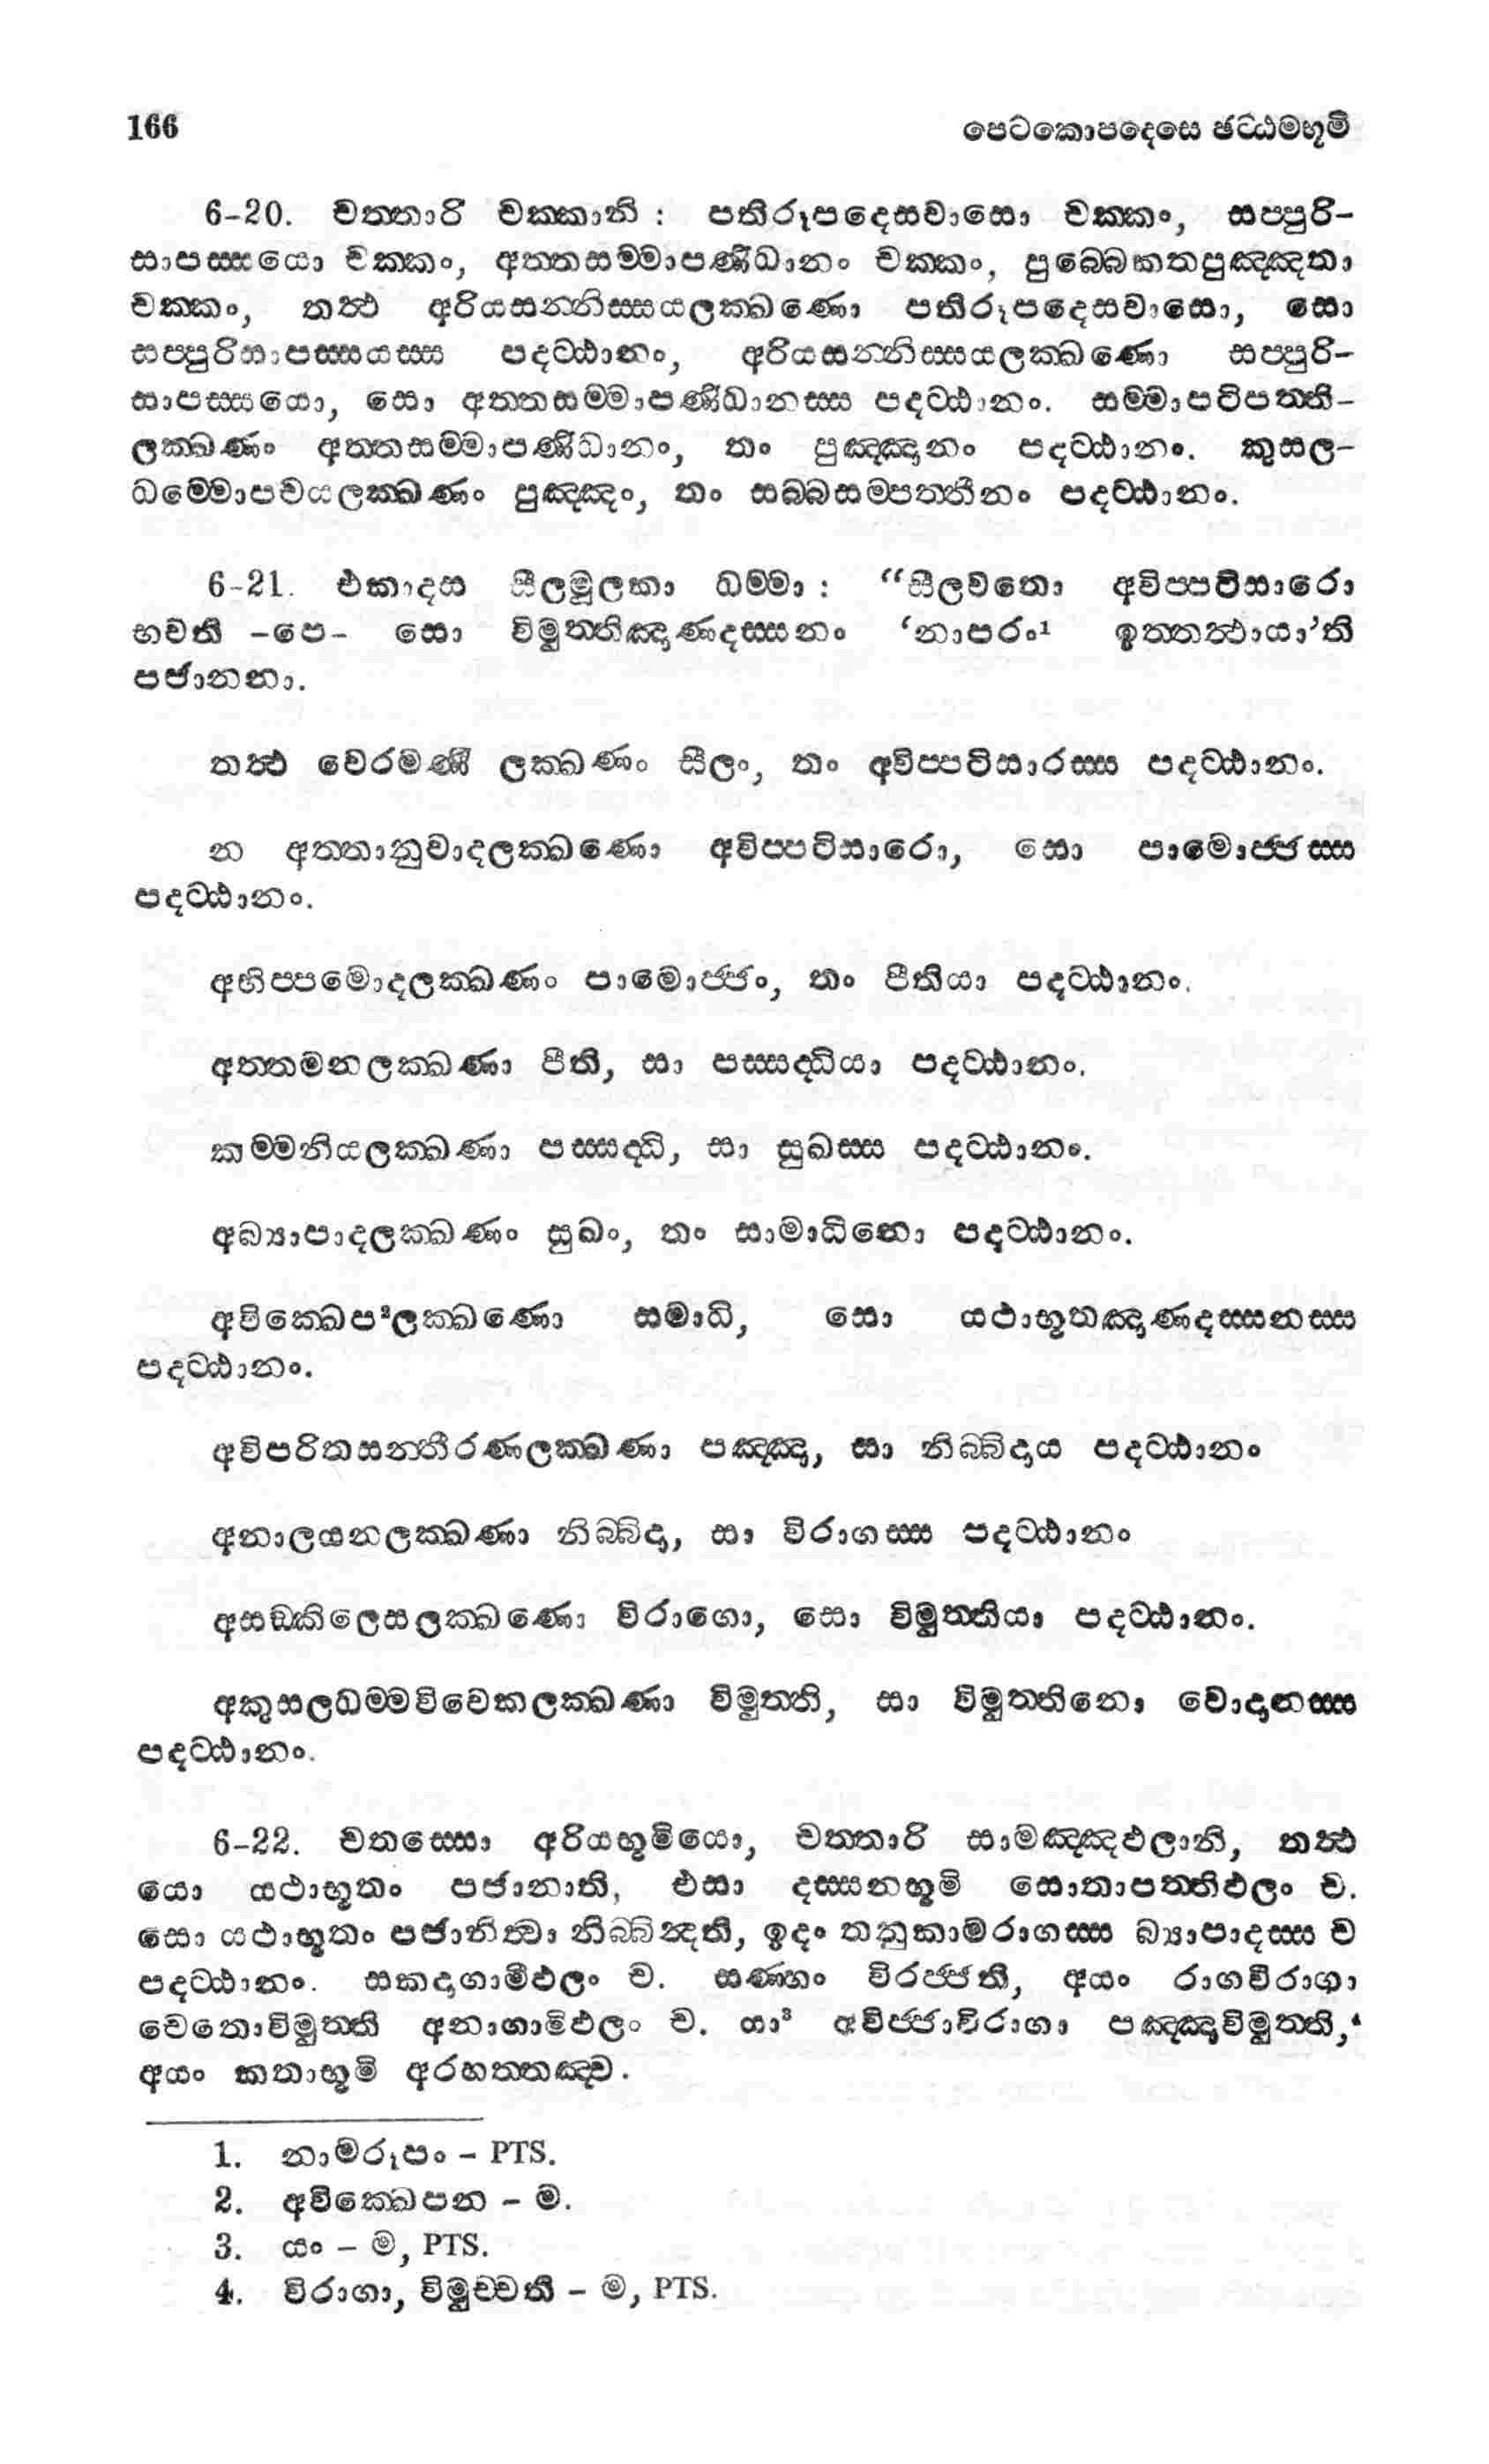 166 පෙටකොපදෙසෙ ඡට්ඨමභූමි
6-20. චත්තාරි චක්කානි : පතිරූපදෙසවාසො චක්කං, සප්පුරි-
සාපස්සයො චක්කං, අත්තසම්මාපණීධානං චක්කං, පුබ්බෙකතපුඤ්ඤතා
චක්කං, තත්ථ අරියසන්නිස්සයලක්ඛණො පතිරූපදෙසවාසො, සො
සප්පුරිසාපස්සයස්ස පදට්ඨානං, අරියසන්නිස්සයලක්ඛණො සප්පුරි-
සාපස්සයො, සො අත්තසම්මාපණීධානස්ස පදට්ඨානං. සම්මාපටිපත්ති-
ලක්ඛණං අත්තසම්මාපණීධානං, තං පුඤ්ඤානං පදට්ඨානං. කුසල-
ධම්මොපචයලක්ඛණං පුඤ්ඤං, තං සබ්බසම්පත්තීනං පදට්ඨානං.
6-21. එකාදස සීලමූලකා ධම්මා : “සීලවතො අවිප්පටිසාරො
භවති -පෙ- සො විමුත්තිඤාණදස්සනං ‘නාපරං¹ ඉත්තත්ථායා’ති
පජානනා.
තත්ථ වෙරමණී ලක්ඛණං සීලං, තං අවිප්පටිසාරස්ස පදට්ඨානං.
න අත්තානුවාදලක්ඛණො අවිප්පටිසාරො, සො පාමොජ්ජස්ස
පදට්ඨානං.
අභිප්පමොදලක්ඛණං පාමොජ්ජං, තං පීතියා පදට්ඨානං.
අත්තමනලක්ඛණා පීති, සා පස්සද්ධියා පදට්ඨානං.
කම්මනියලක්ඛණා පස්සද්ධි, සා සුඛස්ස පදට්ඨානං.
අබ්‍යාපාදලක්ඛණං සුඛං, තං සාමාධිනො පදට්ඨානං.
අවික්ඛෙප²ලක්ඛණො සමාධි, සො යථාභූතඤාණදස්සනස්ස
පදට්ඨානං.
අවිපරිතසන්තීරණලක්ඛණා පඤ්ඤා, සා නිබ්බිදාය පදට්ඨානං
අනාලයනලක්ඛණා නිබ්බිදා, සා විරාගස්ස පදට්ඨානං
අසඞ්කිලෙසලක්ඛණො විරාගො, සො විමුත්තියා පදට්ඨානං.
අකුසලධම්මවිවෙකලක්ඛණා විමුත්ති, සා විමුත්තිනො වොදානස්ස
පදට්ඨානං.
6-22. චතස්සො අරියභූමියො, චත්තාරි සාමඤ්ඤඵලානි, තත්ථ
යො යථාභූතං පජානාති, එසා දස්සනභූමි සොතාපත්තිඵලං ච.
සො යථාභූතං පජානිත්වා නිබ්බින්දති, ඉදං තනුකාමරාගස්ස බ්‍යාපාදස්ස ච
පදට්ඨානං. සකදාගාමීඵලං ච. සණ්හං විරජ්ජති, අයං රාගවිරාගා
චෙතොවිමුත්ති අනාගාමිඵලං ච. යා³ අවිජ්ජාවිරාගා පඤ්ඤාවිමුත්ති,⁴
අයං කතාභූමි අරහත්තඤ්ච.
1. නාමරූපං – PTS.
2. අවික්ඛෙපන – ම.
3. යං – ම, PTS.
4. විරාගා, විමුච්චති – ම, PTS.